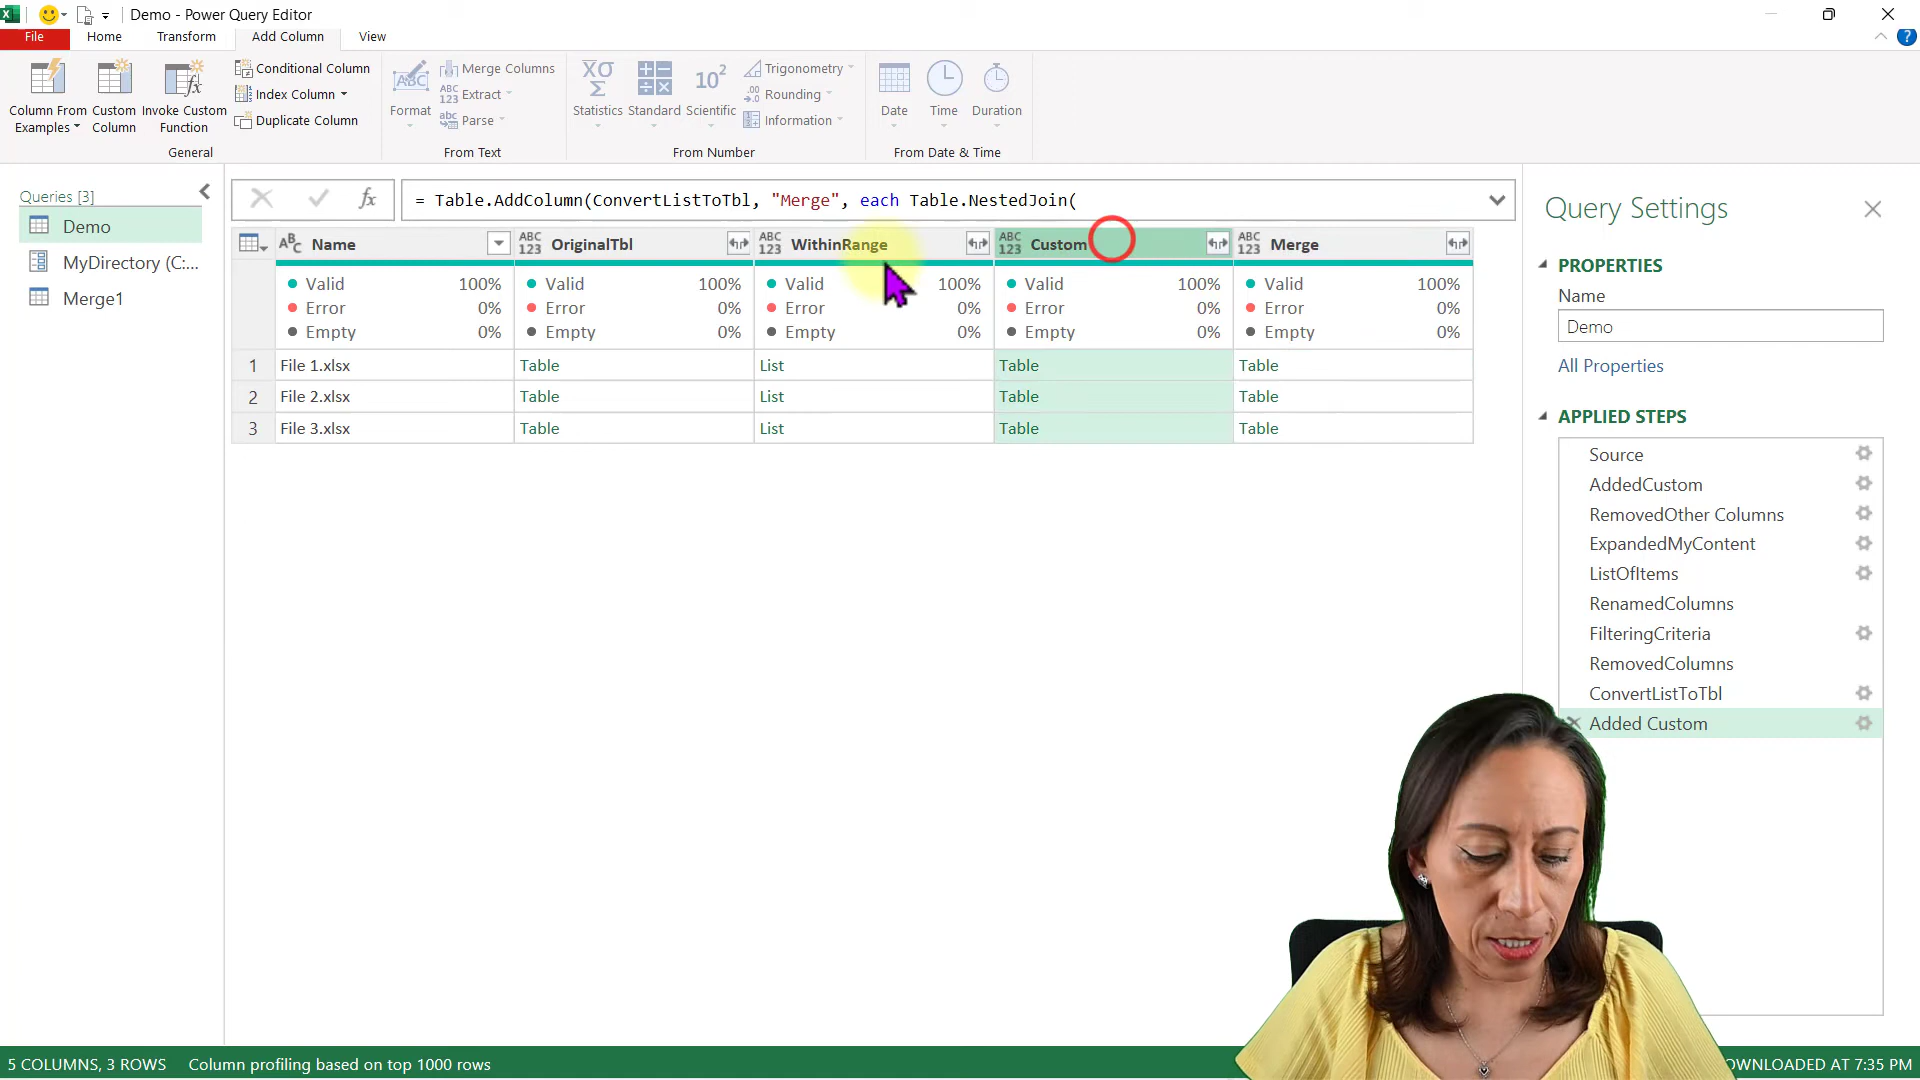 Demo - Power Query Editor
File Home Transform Add Column View
Column From Examples
Custom Column
Invoke Custom Function
Conditional Column
Index Column
Duplicate Column
General
Format
Merge Columns
Extract
Parse
From Text
Statistics
Standard
Scientific
Trigonometry
Rounding
Information
From Number
Date
Time
Duration
From Date & Time
Queries [3]
Demo
MyDirectory (C:...
Merge1
= Table.AddColumn(ConvertListToTbl, "Merge", each Table.NestedJoin(
Name OriginalTbl WithinRange Custom Merge
Valid 100% Valid 100% Valid 100% Valid 100% Valid 100%
Error 0% Error 0% Error 0% Error 0% Error 0%
Empty 0% Empty 0% Empty 0% Empty 0% Empty 0%
1 File 1.xlsx Table List Table Table
2 File 2.xlsx Table List Table Table
3 File 3.xlsx Table List Table Table
Query Settings
PROPERTIES
Name
Demo
All Properties
APPLIED STEPS
Source
AddedCustom
RemovedOther Columns
ExpandedMyContent
ListOfItems
RenamedColumns
FilteringCriteria
RemovedColumns
ConvertListToTbl
Added Custom
5 COLUMNS, 3 ROWS Column profiling based on top 1000 rows
OWNLOADED AT 7:35 PM